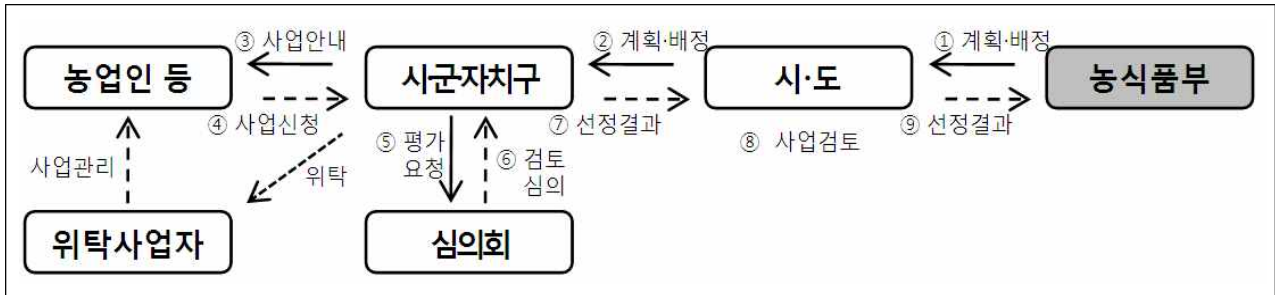 ③ 사업안내
② 계획·배정
① 계획·배정
농업인 등
시·군·자치구
시·도
농식품부
④ 사업신청
⑦ 선정결과
⑨ 선정결과
⑤ 평가
요청
⑥ 검토
심의
⑧ 사업검토
사업관리
위탁
위탁사업자
심의회